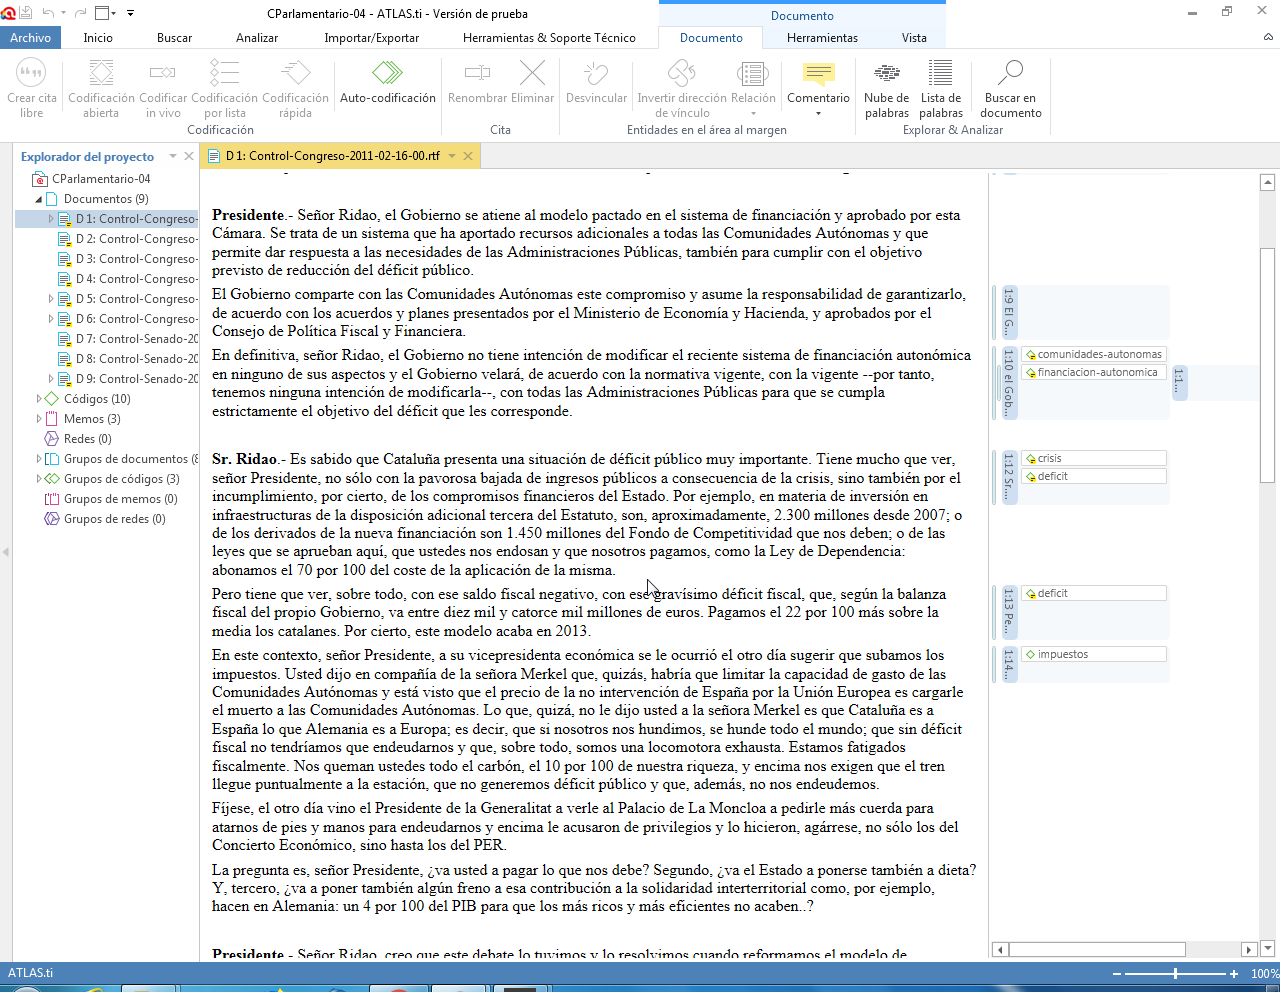 CParlamentario-04 - ATLAS.ti - Versión de prueba
Documento
Archivo
Inicio
Buscar
Analizar
Importar/Exportar
Herramientas & Soporte Técnico
Documento
Herramientas
Vista
Crear cita libre
Codificación abierta
Codificar in vivo
Codificación por lista
Codificación rápida
Auto-codificación
Renombrar
Eliminar
Desvincular
Invertir dirección de vínculo
Relación
Comentario
Nube de palabras
Lista de palabras
Buscar en documento
Codificación
Cita
Entidades en el área al margen
Explorar & Analizar
Explorador del proyecto
CParlamentario-04
Documentos (9)
D 1: Control-Congreso-
D 2: Control-Congreso-
D 3: Control-Congreso-
D 4: Control-Congreso-
D 5: Control-Congreso-
D 6: Control-Congreso-
D 7: Control-Senado-20
D 8: Control-Senado-20
D 9: Control-Senado-20
Códigos (10)
Memos (3)
Redes (0)
Grupos de documentos (8
Grupos de códigos (3)
Grupos de memos (0)
Grupos de redes (0)
D 1: Control-Congreso-2011-02-16-00.rtf
Presidente.- Señor Ridao, el Gobierno se atiene al modelo pactado en el sistema de financiación y aprobado por esta
Cámara. Se trata de un sistema que ha aportado recursos adicionales a todas las Comunidades Autónomas y que
permite dar respuesta a las necesidades de las Administraciones Públicas, también para cumplir con el objetivo
previsto de reducción del déficit público.
El Gobierno comparte con las Comunidades Autónomas este compromiso y asume la responsabilidad de garantizarlo,
de acuerdo con los acuerdos y planes presentados por el Ministerio de Economía y Hacienda, y aprobados por el
Consejo de Política Fiscal y Financiera.
En definitiva, señor Ridao, el Gobierno no tiene intención de modificar el reciente sistema de financiación autonómica
en ninguno de sus aspectos y el Gobierno velará, de acuerdo con la normativa vigente, con la vigente --por tanto,
tenemos ninguna intención de modificarla--, con todas las Administraciones Públicas para que se cumpla
estrictamente el objetivo del déficit que les corresponde.
Sr. Ridao.- Es sabido que Cataluña presenta una situación de déficit público muy importante. Tiene mucho que ver,
señor Presidente, no sólo con la pavorosa bajada de ingresos públicos a consecuencia de la crisis, sino también por el
incumplimiento, por cierto, de los compromisos financieros del Estado. Por ejemplo, en materia de inversión en
infraestructuras de la disposición adicional tercera del Estatuto, son, aproximadamente, 2.300 millones desde 2007; o
de los derivados de la nueva financiación son 1.450 millones del Fondo de Competitividad que nos deben; o de las
leyes que se aprueban aquí, que ustedes nos endosan y que nosotros pagamos, como la Ley de Dependencia:
abonamos el 70 por 100 del coste de la aplicación de la misma.
Pero tiene que ver, sobre todo, con ese saldo fiscal negativo, con ese gravísimo déficit fiscal, que, según la balanza
fiscal del propio Gobierno, va entre diez mil y catorce mil millones de euros. Pagamos el 22 por 100 más sobre la
media los catalanes. Por cierto, este modelo acaba en 2013.
En este contexto, señor Presidente, a su vicepresidenta económica se le ocurrió el otro día sugerir que subamos los
impuestos. Usted dijo en compañía de la señora Merkel que, quizás, habría que limitar la capacidad de gasto de las
Comunidades Autónomas y está visto que el precio de la no intervención de España por la Unión Europea es cargarle
el muerto a las Comunidades Autónomas. Lo que, quizá, no le dijo usted a la señora Merkel es que Cataluña es a
España lo que Alemania es a Europa; es decir, que si nosotros nos hundimos, se hunde todo el mundo; que sin déficit
fiscal no tendríamos que endeudarnos y que, sobre todo, somos una locomotora exhausta. Estamos fatigados
fiscalmente. Nos queman ustedes todo el carbón, el 10 por 100 de nuestra riqueza, y encima nos exigen que el tren
llegue puntualmente a la estación, que no generemos déficit público y que, además, no nos endeudemos.
Fíjese, el otro día vino el Presidente de la Generalitat a verle al Palacio de La Moncloa a pedirle más cuerda para
atarnos de pies y manos para endeudarnos y encima le acusaron de privilegios y lo hicieron, agárrese, no sólo los del
Concierto Económico, sino hasta los del PER.
La pregunta es, señor Presidente, ¿va usted a pagar lo que nos debe? Segundo, ¿va el Estado a ponerse también a dieta?
Y, tercero, ¿va a poner también algún freno a esa contribución a la solidaridad interterritorial como, por ejemplo,
hacen en Alemania: un 4 por 100 del PIB para que los más ricos y más eficientes no acaben..?
Presidente.- Señor Ridao, creo que este debate lo tuvimos y lo resolvimos cuando reformamos el modelo de
1:9 El G...
1:10 el Gob...
comunidades-autonomas
financiacion-autonomica
1:1...
1:12 Sr...
crisis
deficit
1:13 Pe...
deficit
1:14...
impuestos
ATLAS.ti
100%